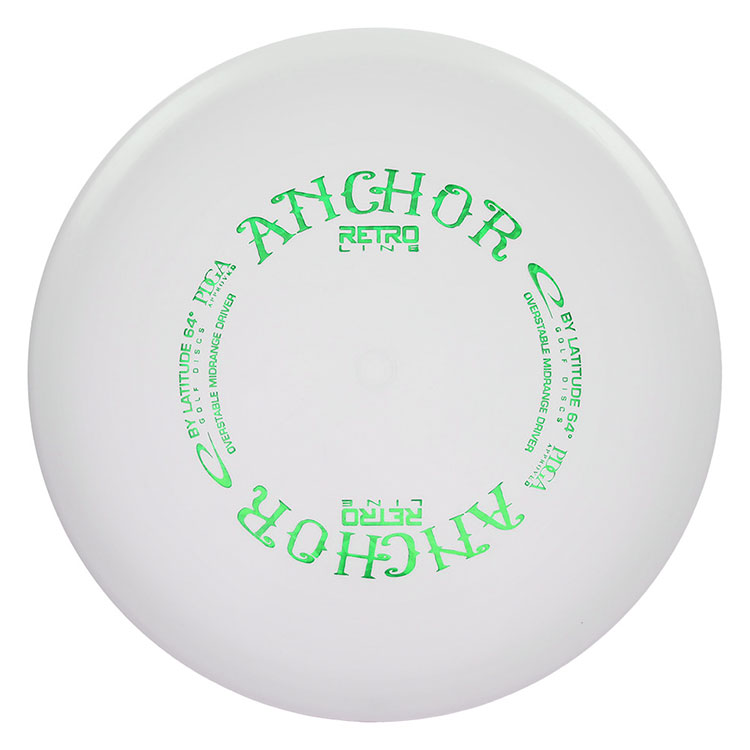 ANCHOR
RETRO
LINE
BY LATITUDE 64°
GOLF DISCS
PDGA
APPROVED
OVERSTABLE MIDRANGE DRIVER
BY LATITUDE 64°
GOLF DISCS
PDGA
APPROVED
OVERSTABLE MIDRANGE DRIVER
ANCHOR
RETRO
LINE